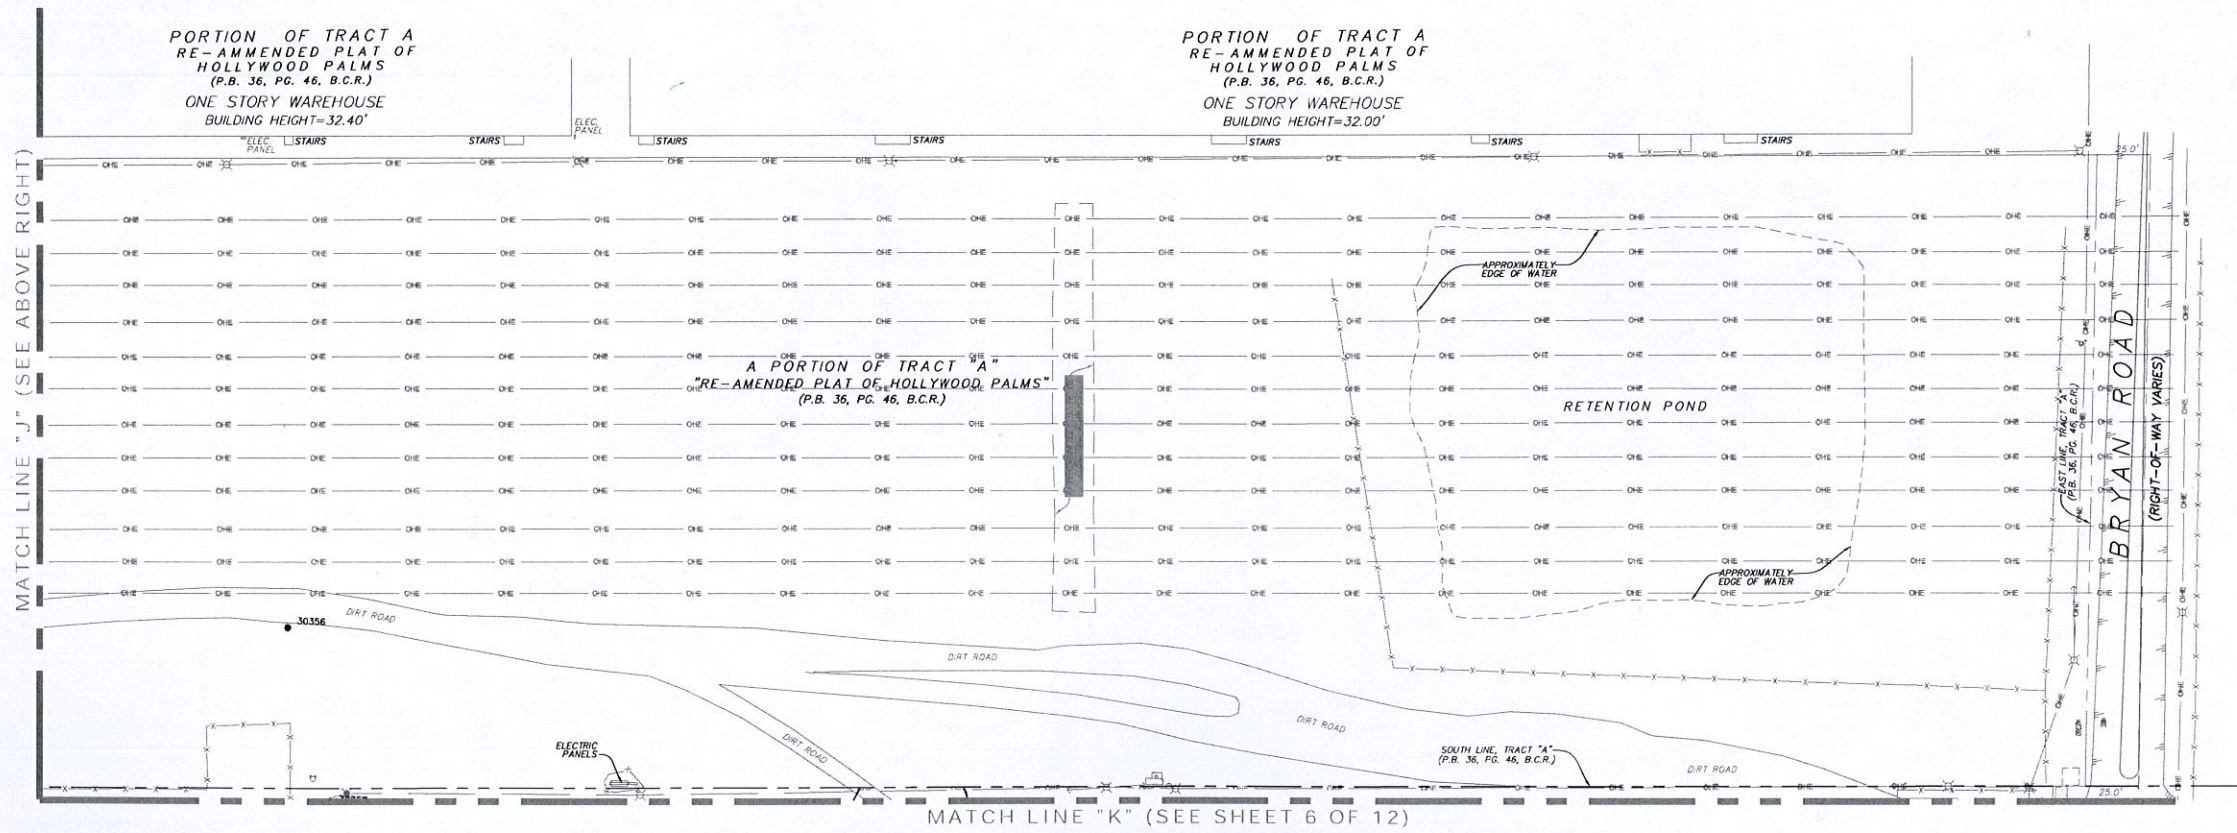 PORTION OF TRACT A
RE-AMMENDED PLAT OF
HOLLYWOOD PALMS
(P.B. 36, PG. 46, B.C.R.)
ONE STORY WAREHOUSE
BUILDING HEIGHT=32.40'
PORTION OF TRACT A
RE-AMMENDED PLAT OF
HOLLYWOOD PALMS
(P.B. 36, PG. 46, B.C.R.)
ONE STORY WAREHOUSE
BUILDING HEIGHT=32.00'
ELEC.
PANEL
ELEC.
PANEL
STAIRS
STAIRS
STAIRS
STAIRS
STAIRS
STAIRS
STAIRS
25.0'
MATCH LINE "J" (SEE ABOVE RIGHT)
OHE
APPROXIMATELY
EDGE OF WATER
A PORTION OF TRACT "A"
"RE-AMENDED PLAT OF HOLLYWOOD PALMS"
(P.B. 36, PG. 46, B.C.R.)
RETENTION POND
EAST LINE, TRACT "A"
(P.B. 36, PG. 46, B.C.R.)
BRYAN ROAD
(RIGHT-OF-WAY VARIES)
APPROXIMATELY
EDGE OF WATER
DIRT ROAD
30356
DIRT ROAD
DIRT ROAD
DIRT ROAD
DIRT ROAD
ELECTRIC
PANELS
SOUTH LINE, TRACT "A"
(P.B. 36, PG. 46, B.C.R.)
25.0'
MATCH LINE "K" (SEE SHEET 6 OF 12)